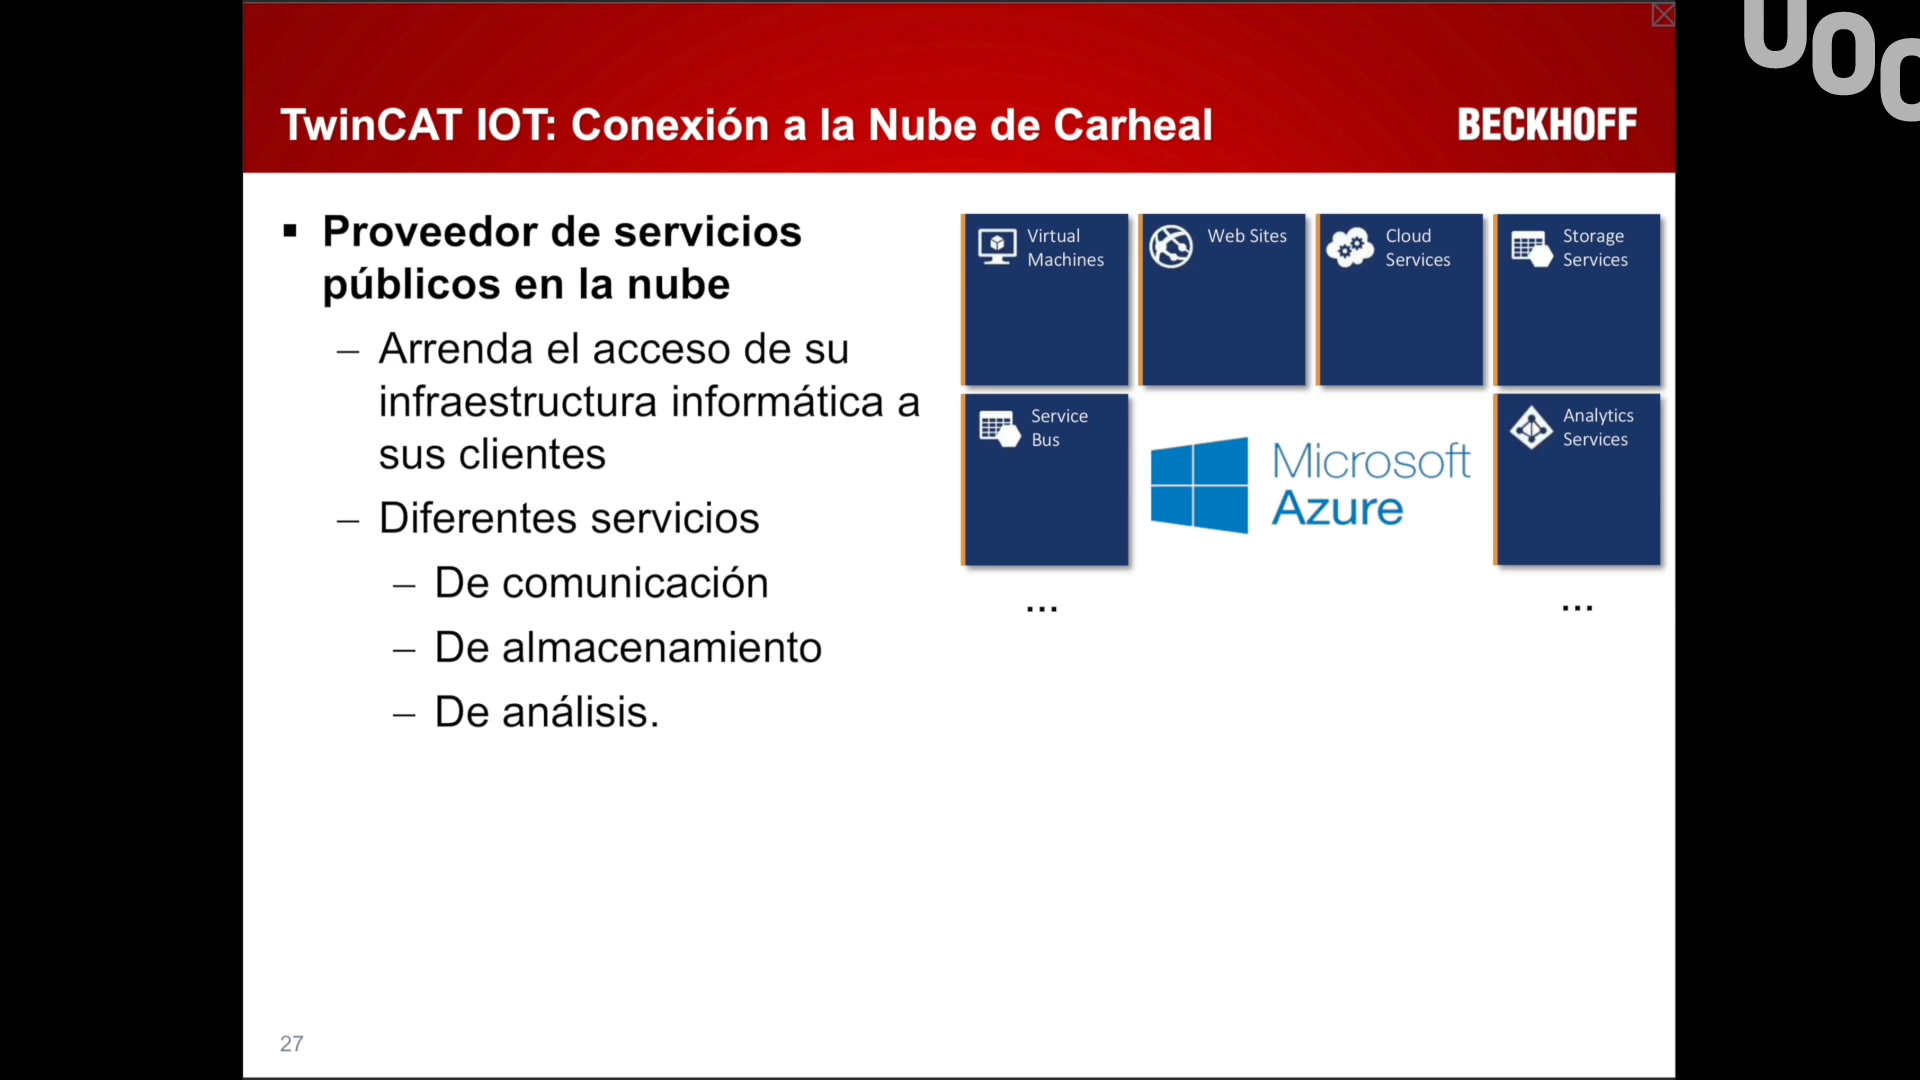 UOC
TwinCAT IOT: Conexión a la Nube de Carheal
BECKHOFF
▪ Proveedor de servicios
públicos en la nube
– Arrenda el acceso de su
infraestructura informática a
sus clientes
– Diferentes servicios
– De comunicación
– De almacenamiento
– De análisis.
Virtual
Machines
Web Sites
Cloud
Services
Storage
Services
Service
Bus
Microsoft
Azure
Analytics
Services
...
...
27